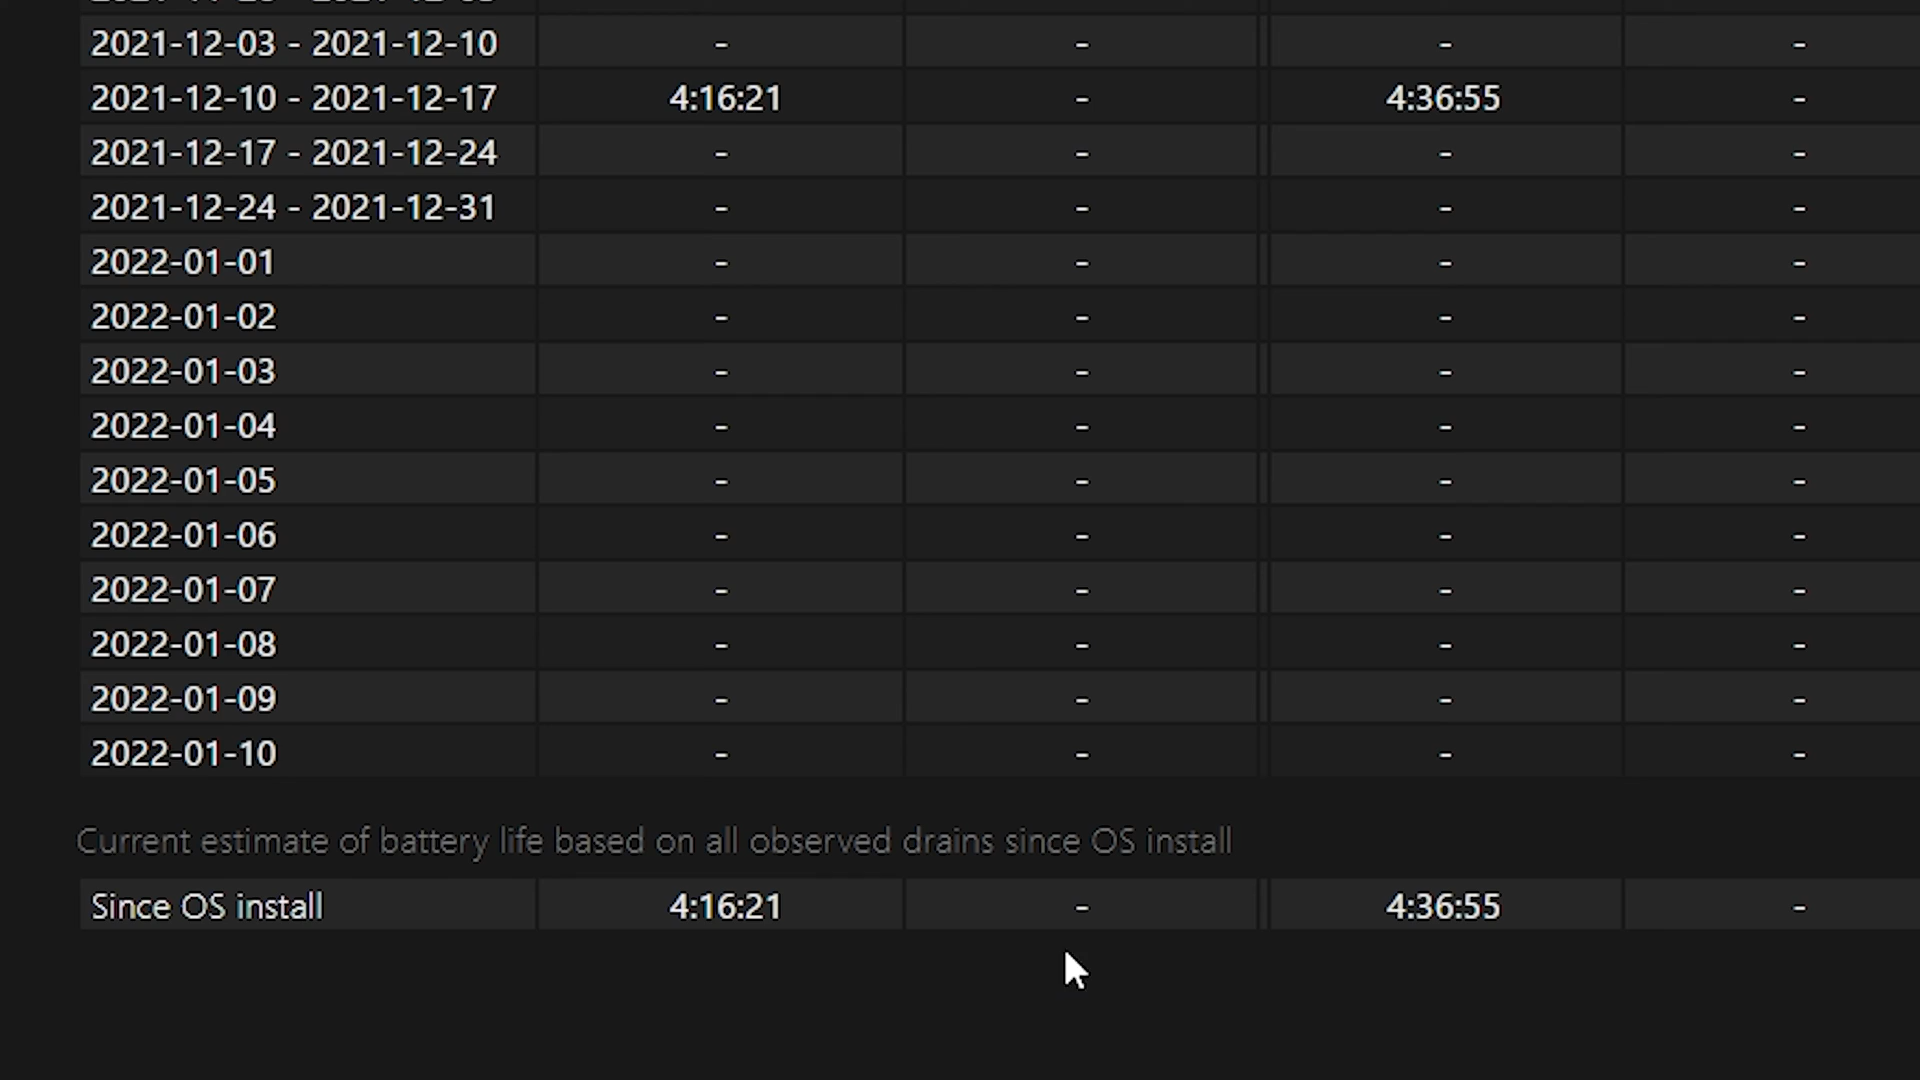 2021-12-03 - 2021-12-10 - - - -
2021-12-10 - 2021-12-17 4:16:21 - 4:36:55 -
2021-12-17 - 2021-12-24 - - - -
2021-12-24 - 2021-12-31 - - - -
2022-01-01 - - - -
2022-01-02 - - - -
2022-01-03 - - - -
2022-01-04 - - - -
2022-01-05 - - - -
2022-01-06 - - - -
2022-01-07 - - - -
2022-01-08 - - - -
2022-01-09 - - - -
2022-01-10 - - - -
Current estimate of battery life based on all observed drains since OS install
Since OS install 4:16:21 - 4:36:55 -